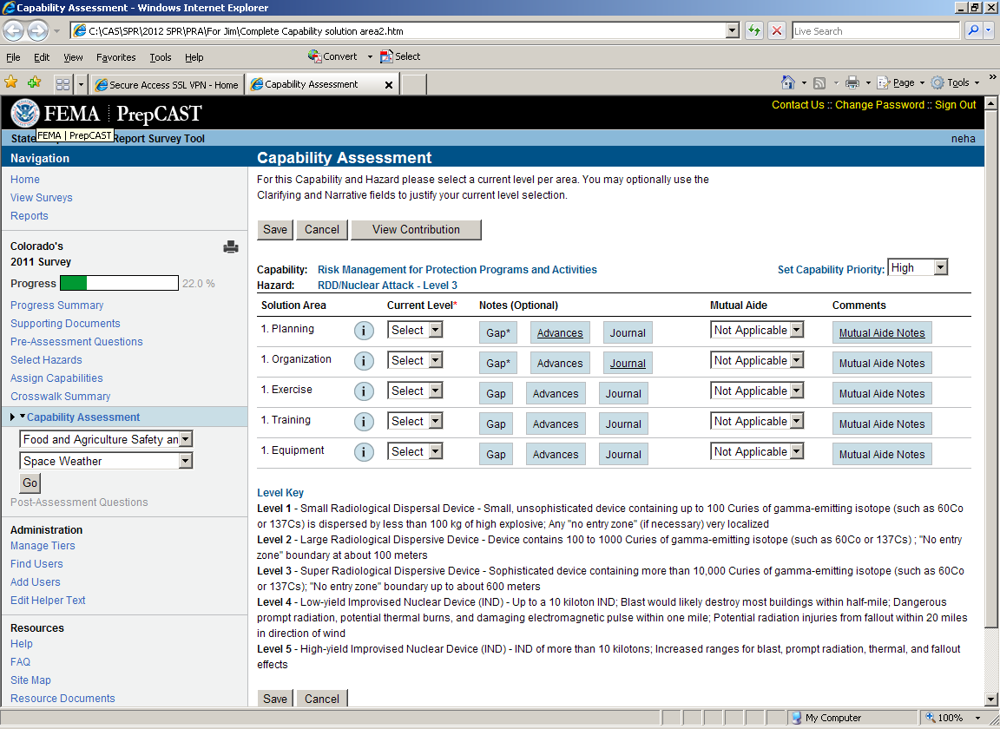 Capability Assessment - Windows Internet Explorer
C:\CAS\SPR\2012 SPR\PRA\For Jim\Complete Capability solution area2.htm
Live Search
File Edit View Favorites Tools Help
Convert Select
Secure Access SSL VPN - Home
Capability Assessment
Page Tools
FEMA PrepCAST
Contact Us :: Change Password :: Sign Out
FEMA | PrepCAST
State Report Survey Tool
neha
Navigation
Home
View Surveys
Reports
Colorado's
2011 Survey
Progress 22.0 %
Progress Summary
Supporting Documents
Pre-Assessment Questions
Select Hazards
Assign Capabilities
Crosswalk Summary
Capability Assessment
Food and Agriculture Safety an
Space Weather
Go
Post-Assessment Questions
Administration
Manage Tiers
Find Users
Add Users
Edit Helper Text
Resources
Help
FAQ
Site Map
Resource Documents
Capability Assessment
For this Capability and Hazard please select a current level per area. You may optionally use the
Clarifying and Narrative fields to justify your current level selection.
Save Cancel View Contribution
Capability: Risk Management for Protection Programs and Activities Set Capability Priority: High
Hazard: RDD/Nuclear Attack - Level 3
Solution Area Current Level* Notes (Optional) Mutual Aide Comments
1. Planning i Select Gap* Advances Journal Not Applicable Mutual Aide Notes
1. Organization i Select Gap* Advances Journal Not Applicable Mutual Aide Notes
1. Exercise i Select Gap Advances Journal Not Applicable Mutual Aide Notes
1. Training i Select Gap Advances Journal Not Applicable Mutual Aide Notes
1. Equipment i Select Gap Advances Journal Not Applicable Mutual Aide Notes
Level Key
Level 1 - Small Radiological Dispersal Device - Small, unsophisticated device containing up to 100 Curies of gamma-emitting isotope (such as 60Co
or 137Cs) is dispersed by less than 100 kg of high explosive; Any "no entry zone" (if necessary) very localized
Level 2 - Large Radiological Dispersive Device - Device contains 100 to 1000 Curies of gamma-emitting isotope (such as 60Co or 137Cs) ; "No entry
zone" boundary at about 100 meters
Level 3 - Super Radiological Dispersive Device - Sophisticated device containing more than 10,000 Curies of gamma-emitting isotope (such as 60Co
or 137Cs); "No entry zone" boundary up to about 600 meters
Level 4 - Low-yield Improvised Nuclear Device (IND) - Up to a 10 kiloton IND; Blast would likely destroy most buildings within half-mile; Dangerous
prompt radiation, potential thermal burns, and damaging electromagnetic pulse within one mile; Potential radiation injuries from fallout within 20 miles
in direction of wind
Level 5 - High-yield Improvised Nuclear Device (IND) - IND of more than 10 kilotons; Increased ranges for blast, prompt radiation, thermal, and fallout
effects
Save Cancel
My Computer 100%